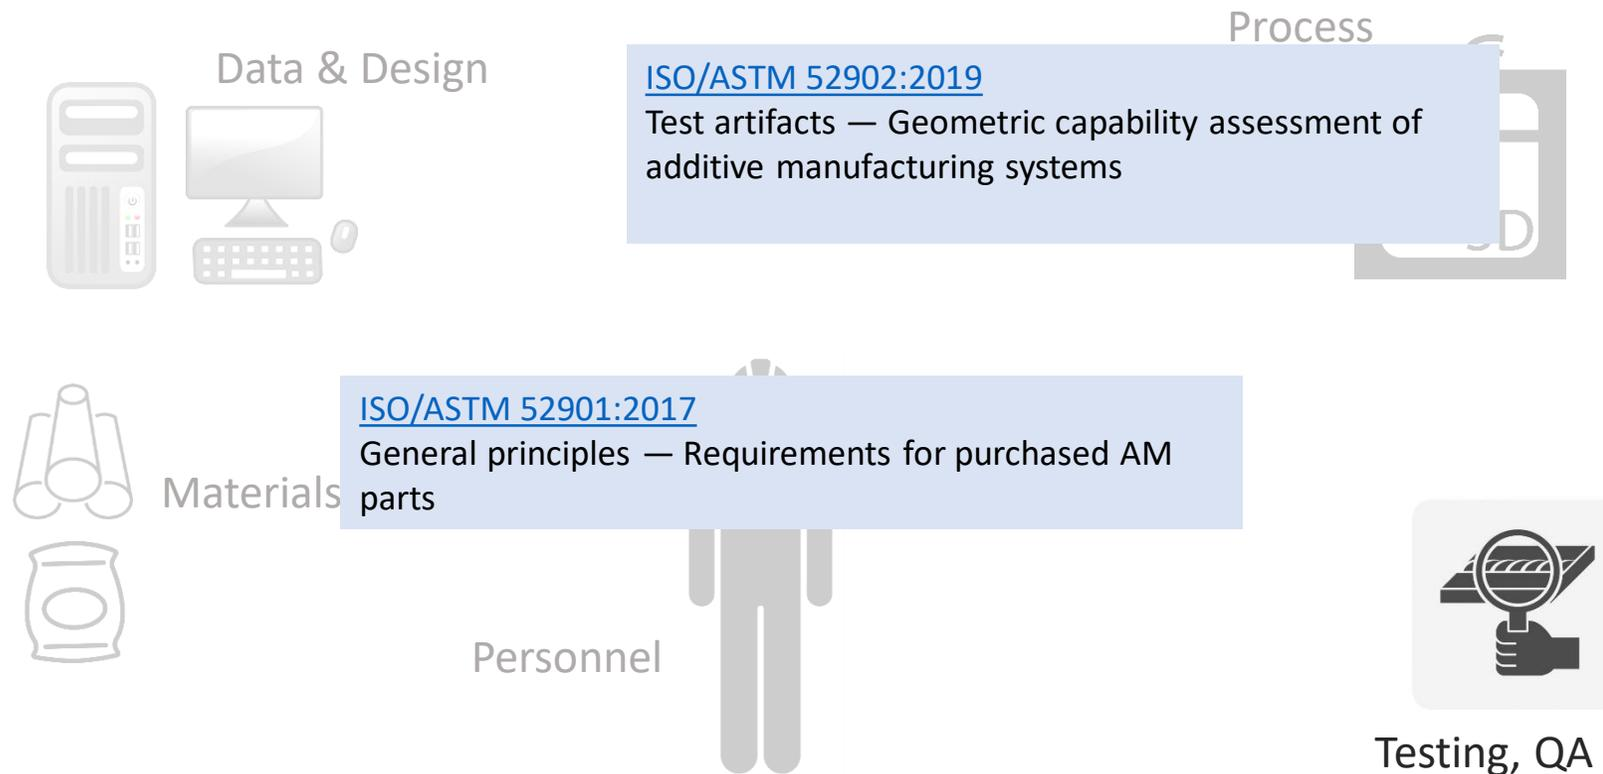 Process
Data & Design
ISO/ASTM 52902:2019
Test artifacts — Geometric capability assessment of
additive manufacturing systems
ISO/ASTM 52901:2017
General principles — Requirements for purchased AM
parts
Materials
Personnel
Testing, QA